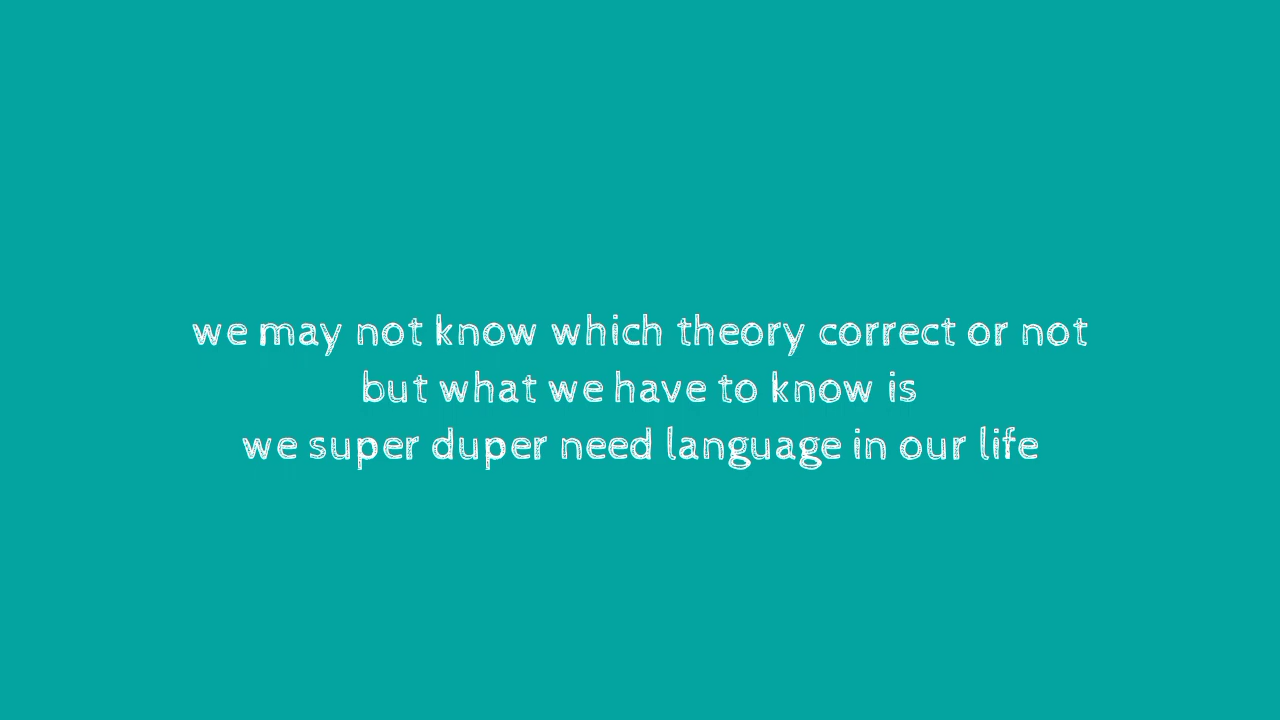 we may not know which theory correct or not
but what we have to know is
we super duper need language in our life